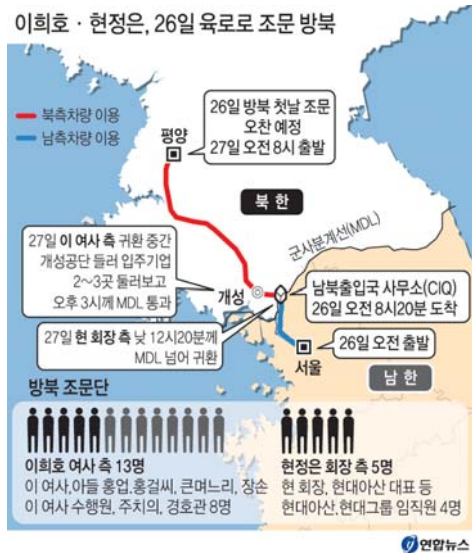 이희호·현정은, 26일 육로로 조문 방북
북측차량 이용
남측차량 이용
평양
26일 방북 첫날 조문
오찬 예정
27일 오전 8시 출발
북 한
군사분계선(MDL)
27일 이 여사 측 귀환 중간
개성공단 들러 입주기업
2~3곳 둘러보고
오후 3시께 MDL 통과
개성
남북출입국 사무소(CIQ)
26일 오전 8시20분 도착
27일 현 회장 측 낮 12시20분께
MDL 넘어 귀환
26일 오전 출발
서울
남 한
방북 조문단
이희호 여사 측 13명
이 여사,아들 홍업,홍걸씨, 큰며느리, 장손
이 여사 수행원, 주치의, 경호관 8명
현정은 회장 측 5명
현 회장, 현대아산 대표 등
현대아산,현대그룹 임직원 4명
연합뉴스